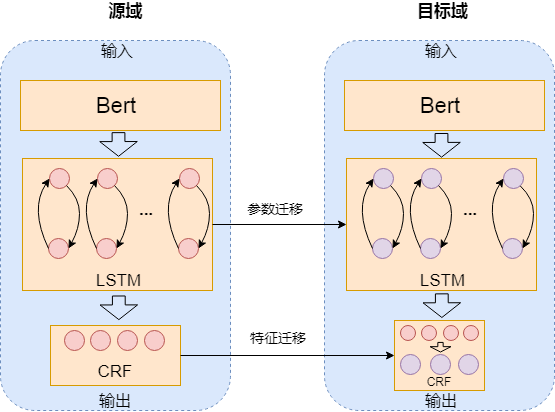 源域
目标域
输入
输入
Bert
Bert
...
...
参数迁移
LSTM
LSTM
特征迁移
CRF
CRF
输出
输出